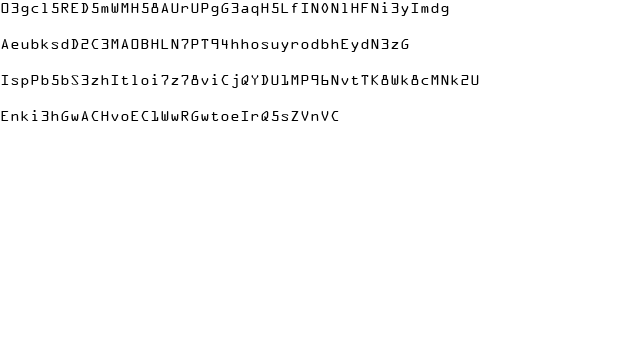 O3gcl5RED5mWMH58AUrUPgG3aqH5LfIN0N1HFNi3yImdg
AeubksdD2C3MAOBHLN7PT94hhosuyrodbhEydN3zG
IspPb5bS3zhItloi7z78viCjQYDU1MP96NvtTK8Wk8cMNk2U
Enki3hGwACHvoEC1WwRGwtoeIrQ5sZVnVC